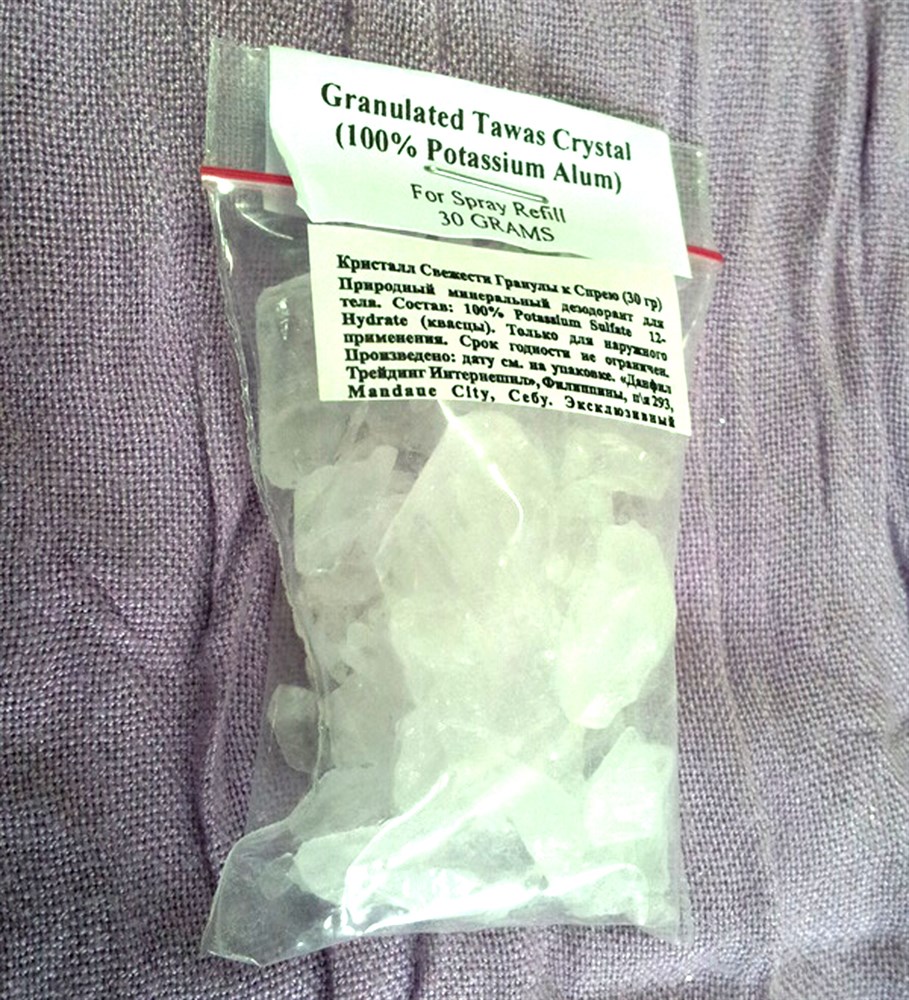 Granulated Tawas Crystal
(100% Potassium Alum)
For Spray Refill
30 GRAMS
Кристалл Свежести Гранулы к Спрею (30 гр)
Природный минеральный дезодорант для
тела. Состав: 100% Potassium Sulfate 12-
Hydrate (квасцы). Только для наружного
применения. Срок годности не ограничен.
Произведено: дату см. на упаковке. «Данфил
Трейдинг Интернешнл», Филиппины, п\я 293,
Mandaue City, Себу. Эксклюзивный